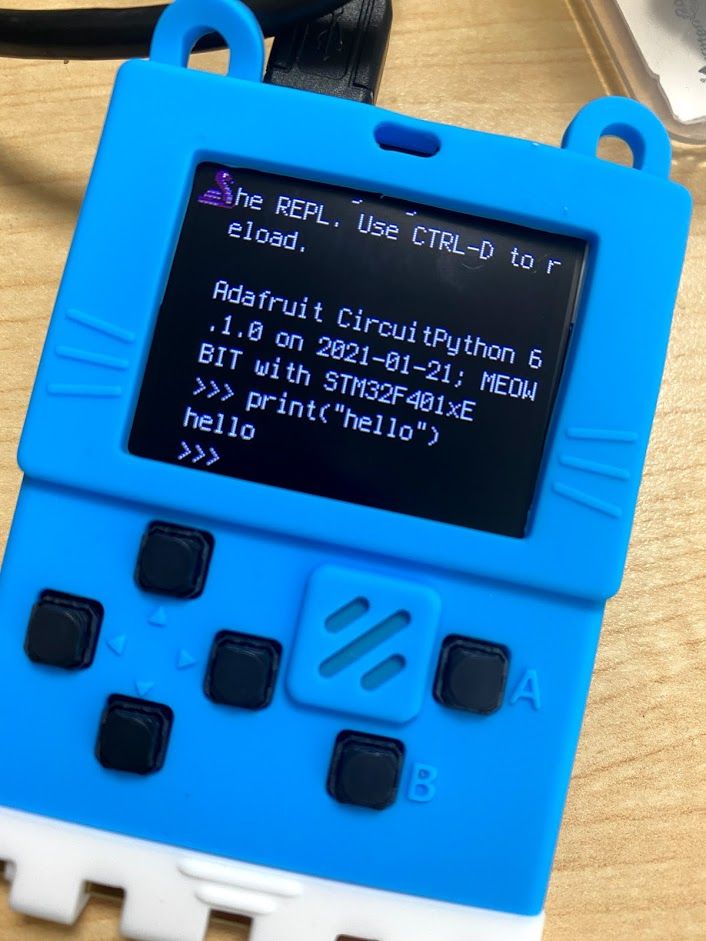 he REPL. Use CTRL-D to r
eload.
Adafruit CircuitPython 6
.1.0 on 2021-01-21; MEOW
BIT with STM32F401xE
>>> print("hello")
hello
>>>
A
B